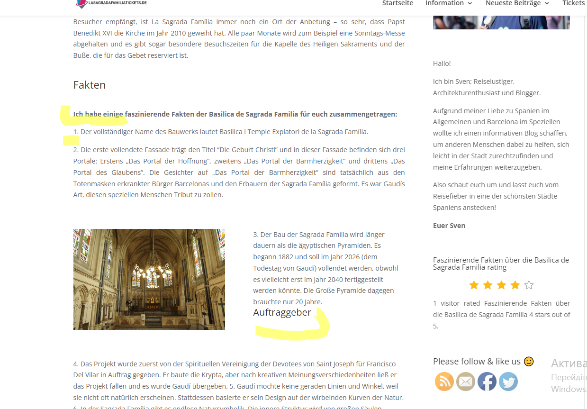 LASAGRADAFAMILIATICKETS.DE
Startseite Information Neueste Beiträge Tickets
Besucher empfängt, ist La Sagrada Familia immer noch ein Ort der Anbetung – so sehr, dass Papst
Benedikt XVI die Kirche im Jahr 2010 geweiht hat. Alle paar Monate wird zum Beispiel eine Sonntags-Messe
abgehalten und es gibt sogar besondere Besuchszeiten für die Kapelle des Heiligen Sakraments und der
Buße, die für das Gebet reserviert ist.
Fakten
Ich habe einige faszinierende Fakten der Basilica de Sagrada Familia für euch zusammengetragen:
1. Der vollständiger Name des Bauwerks lautet Basilica i Temple Expiatori de la Sagrada Família.
2. Die erste vollendete Fassade trägt den Titel "Die Geburt Christi" und in dieser Fassade befinden sich drei
Portale: Erstens „Das Portal der Hoffnung", zweitens „Das Portal der Barmherzigkeit" und drittens „Das
Portal des Glaubens". Die Gesichter auf „Das Portal der Barmherzigkeit" sind tatsächlich aus den
Totenmasken erkrankter Bürger Barcelonas und den Erbauern der Sagrada Família geformt. Es war Gaudís
Art, diesen speziellen Menschen Tribut zu zollen.
3. Der Bau der Sagrada Familia wird länger
dauern als die ägyptischen Pyramiden. Es
begann 1882 und soll im Jahr 2026 (dem
Todestag von Gaudí) vollendet werden, obwohl
es vielleicht erst im Jahr 2040 fertiggestellt
werden könnte. Die Große Pyramide dagegen
brauchte nur 20 Jahre.
Auftraggeber
4. Das Projekt wurde zuerst von der Spirituellen Vereinigung der Devotees von Saint Joseph für Francisco
Del Vilar in Auftrag gegeben. Er baute die Krypta, aber nach kreativen Meinungsverschiedenheiten ließ er
das Projekt fallen und es wurde Gaudí übergeben. 5. Gaudí mochte keine geraden Linien und Winkel, weil
sie nicht oft natürlich erscheinen. Stattdessen basierte er sein Design auf der wirbelnden Kurven der Natur.
Hallo!
Ich bin Sven: Reiselustiger,
Architekturenthusiast und Blogger.
Aufgrund meiner Liebe zu Spanien im
Allgemeinen und Barcelona im Speziellen
wollte ich einen informativen Blog schaffen,
um anderen Menschen dabei zu helfen, sich
leicht in der Stadt zurechtzufinden und
meine Erfahrungen weiterzugeben.
Also schaut euch um und lasst euch vom
Reisefieber in eine der schönsten Städte
Spaniens anstecken!
Euer Sven
Faszinierende Fakten über die Basilica de
Sagrada Familia rating
1 visitor rated Faszinierende Fakten über
die Basilica de Sagrada Familia 4 stars out of
5.
Please follow & like us